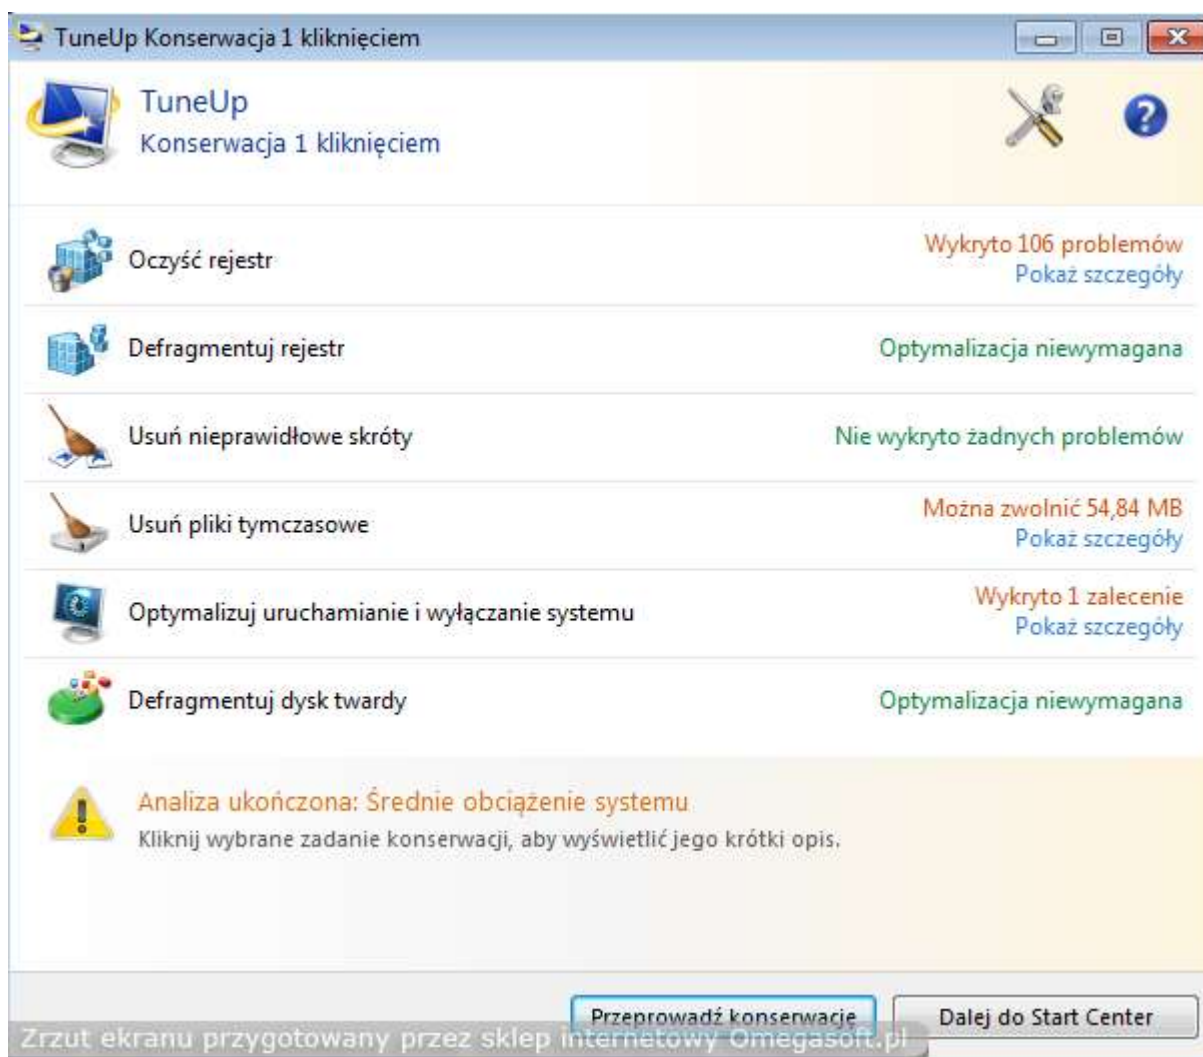 TuneUp Konserwacja 1 kliknięciem
TuneUp
Konserwacja 1 kliknięciem
Oczyść rejestr
Wykryto 106 problemów
Pokaż szczegóły
Defragmentuj rejestr
Optymalizacja niewymagana
Usuń nieprawidłowe skróty
Nie wykryto żadnych problemów
Usuń pliki tymczasowe
Można zwolnić 54,84 MB
Pokaż szczegóły
Optymalizuj uruchamianie i wyłączanie systemu
Wykryto 1 zalecenie
Pokaż szczegóły
Defragmentuj dysk twardy
Optymalizacja niewymagana
Analiza ukończona: Średnie obciążenie systemu
Kliknij wybrane zadanie konserwacji, aby wyświetlić jego krótki opis.
Przeprowadź konserwację
Dalej do Start Center
Zrzut ekranu przygotowany przez sklep internetowy Omegasoft.pl